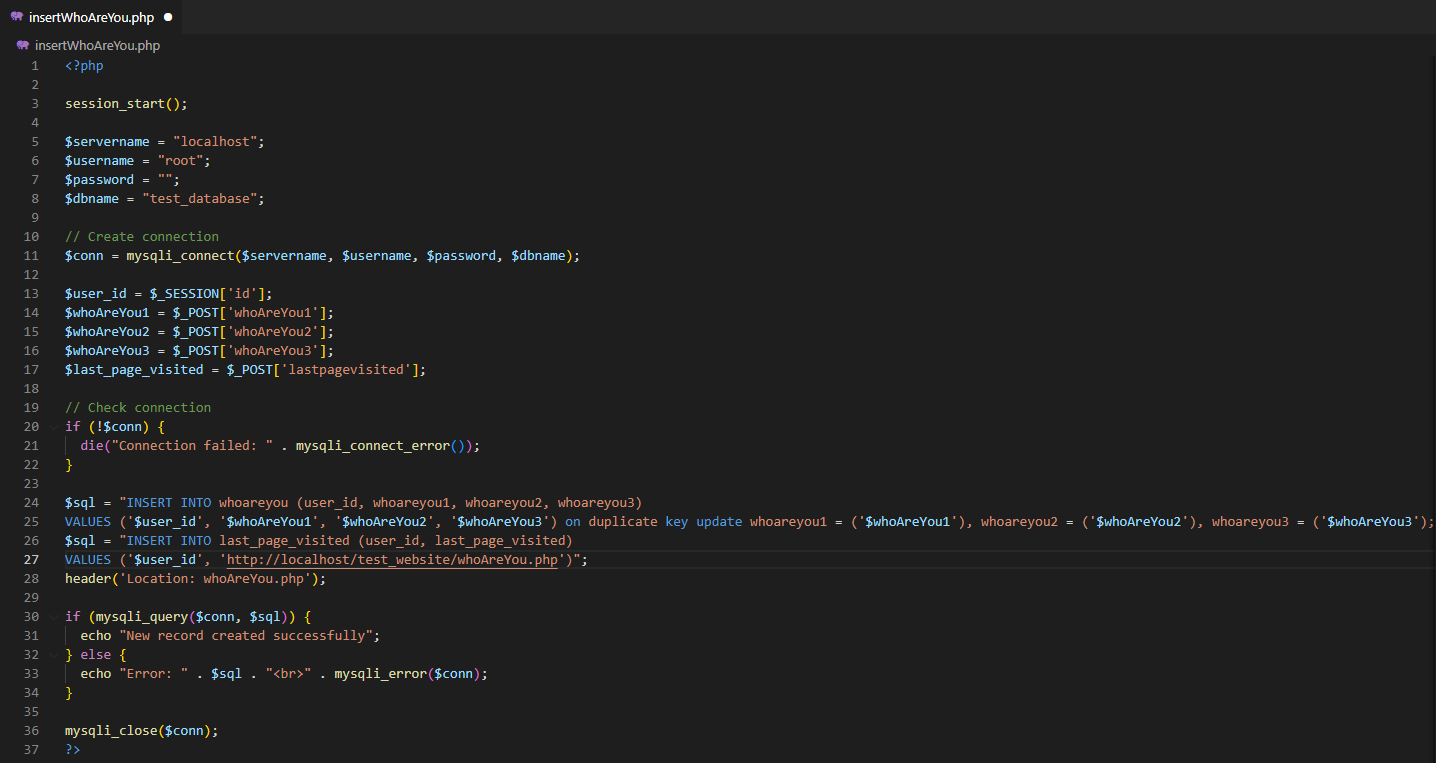 insertWhoAreYou.php
insertWhoAreYou.php
1 <?php
2
3 session_start();
4
5 $servername = "localhost";
6 $username = "root";
7 $password = "";
8 $dbname = "test_database";
9
10 // Create connection
11 $conn = mysqli_connect($servername, $username, $password, $dbname);
12
13 $user_id = $_SESSION['id'];
14 $whoAreYou1 = $_POST['whoAreYou1'];
15 $whoAreYou2 = $_POST['whoAreYou2'];
16 $whoAreYou3 = $_POST['whoAreYou3'];
17 $last_page_visited = $_POST['lastpagevisited'];
18
19 // Check connection
20 if (!$conn) {
21 die("Connection failed: " . mysqli_connect_error());
22 }
23
24 $sql = "INSERT INTO whoareyou (user_id, whoareyou1, whoareyou2, whoareyou3)
25 VALUES ('$user_id', '$whoAreYou1', '$whoAreYou2', '$whoAreYou3') on duplicate key update whoareyou1 = ('$whoAreYou1'), whoareyou2 = ('$whoAreYou2'), whoareyou3 = ('$whoAreYou3');
26 $sql = "INSERT INTO last_page_visited (user_id, last_page_visited)
27 VALUES ('$user_id', 'http://localhost/test_website/whoAreYou.php')";
28 header('Location: whoAreYou.php');
29
30 if (mysqli_query($conn, $sql)) {
31 echo "New record created successfully";
32 } else {
33 echo "Error: " . $sql . "<br>" . mysqli_error($conn);
34 }
35
36 mysqli_close($conn);
37 ?>